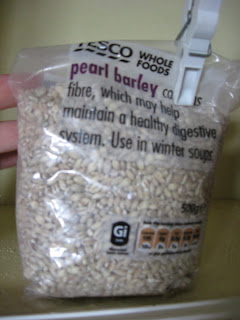 TESCO WHOLE FOODS
pearl barley
fibre, which may help
maintain a healthy digestive
system. Use in winter soups
500g
Gi